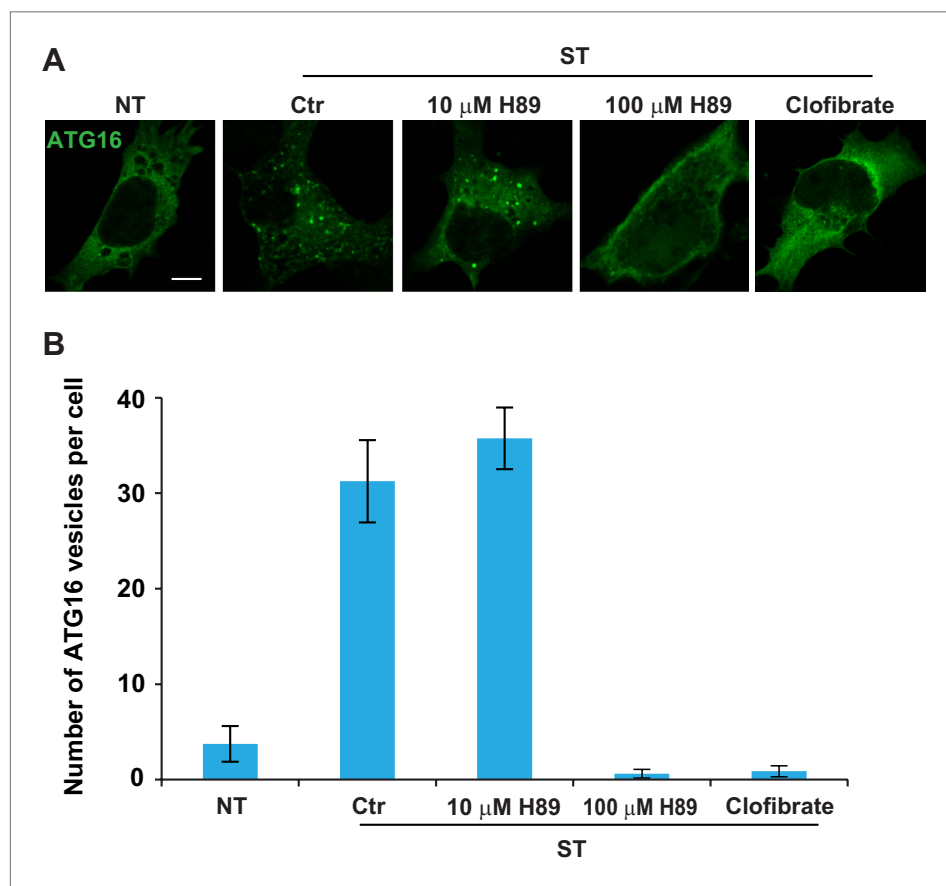 A
ST
NT Ctr 10 μM H89 100 μM H89 Clofibrate
ATG16
B
Number of ATG16 vesicles per cell
40
30
20
10
0
NT Ctr 10 μM H89 100 μM H89 Clofibrate
ST